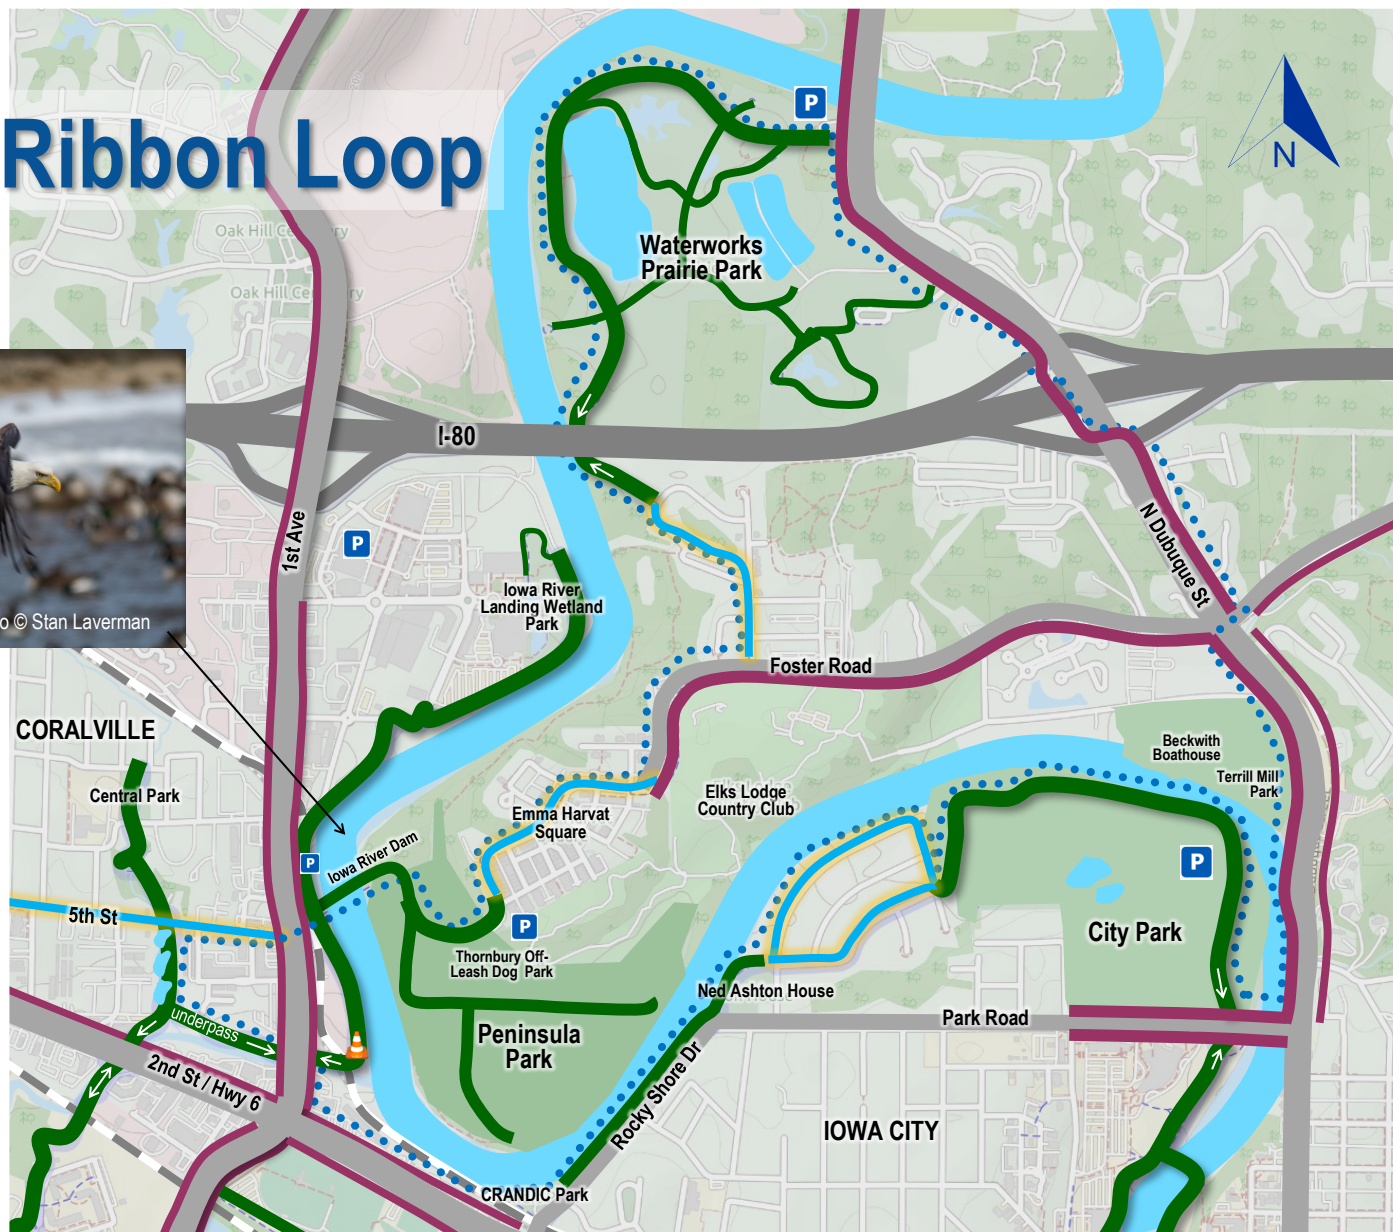 Ribbon Loop
P
N
Oak Hill
Oak Hill
Waterworks
Prairie Park
I-80
1st Ave
P
N Dubuque St
Iowa River
Landing Wetland
Park
© Stan Laverman
Foster Road
CORALVILLE
Central Park
Beckwith
Boathouse
Terrill Mill
Park
Elks Lodge
Country Club
Emma Harvat
Square
P
Iowa River Dam
P
5th St
P
City Park
Thornbury Off-
Leash Dog Park
Ned Ashton House
Park Road
underpass
Peninsula
Park
2nd St / Hwy 6
Rocky Shore Dr
IOWA CITY
CRANDIC Park